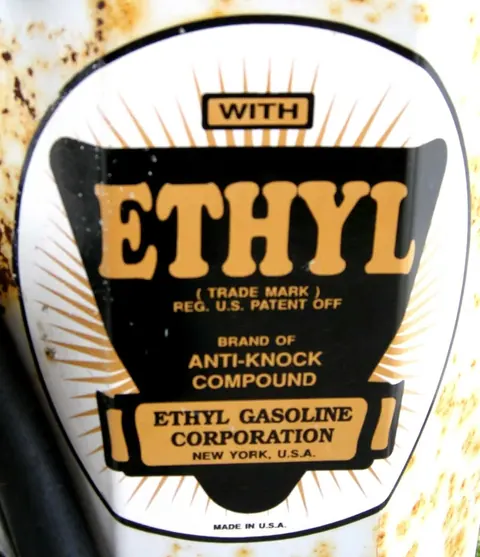 WITH
ETHYL
( TRADE MARK )
REG. U.S. PATENT OFF
BRAND OF
ANTI-KNOCK
COMPOUND
ETHYL GASOLINE
CORPORATION
NEW YORK, U.S.A.
MADE IN U.S.A.